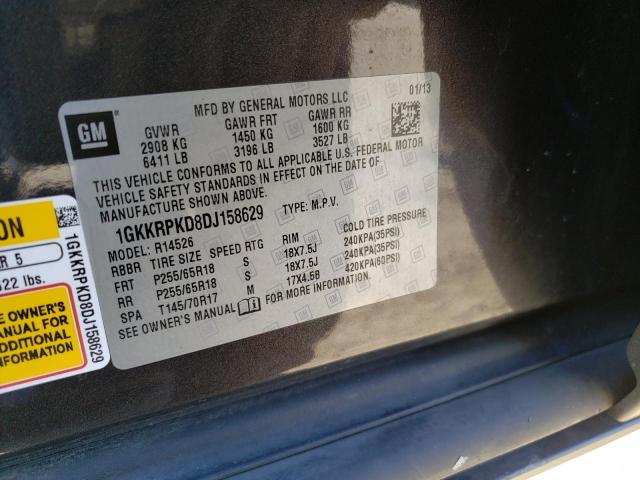 MFD BY GENERAL MOTORS LLC 01/13
GM
GVWR GAWR FRT GAWR RR
2908 KG 1450 KG 1600 KG
6411 LB 3196 LB 3527 LB
THIS VEHICLE CONFORMS TO ALL APPLICABLE U.S. FEDERAL MOTOR
VEHICLE SAFETY STANDARDS IN EFFECT ON THE DATE OF
MANUFACTURE SHOWN ABOVE.
1GKKRPKD8DJ158629 TYPE: M.P.V.
MODEL: R14526
RBBR TIRE SIZE SPEED RTG RIM COLD TIRE PRESSURE
FRT P255/65R18 S 18X7.5J 240KPA(35PSI)
RR P255/65R18 S 18X7.5J 240KPA(35PSI)
SPA T145/70R17 M 17X4.5B 420KPA(60PSI)
SEE OWNER'S MANUAL FOR MORE INFORMATION.
ON
R 5
22 lbs.
E OWNER'S
MANUAL FOR
ADDITIONAL
FORMATION
1GKKRPKD8DJ158629